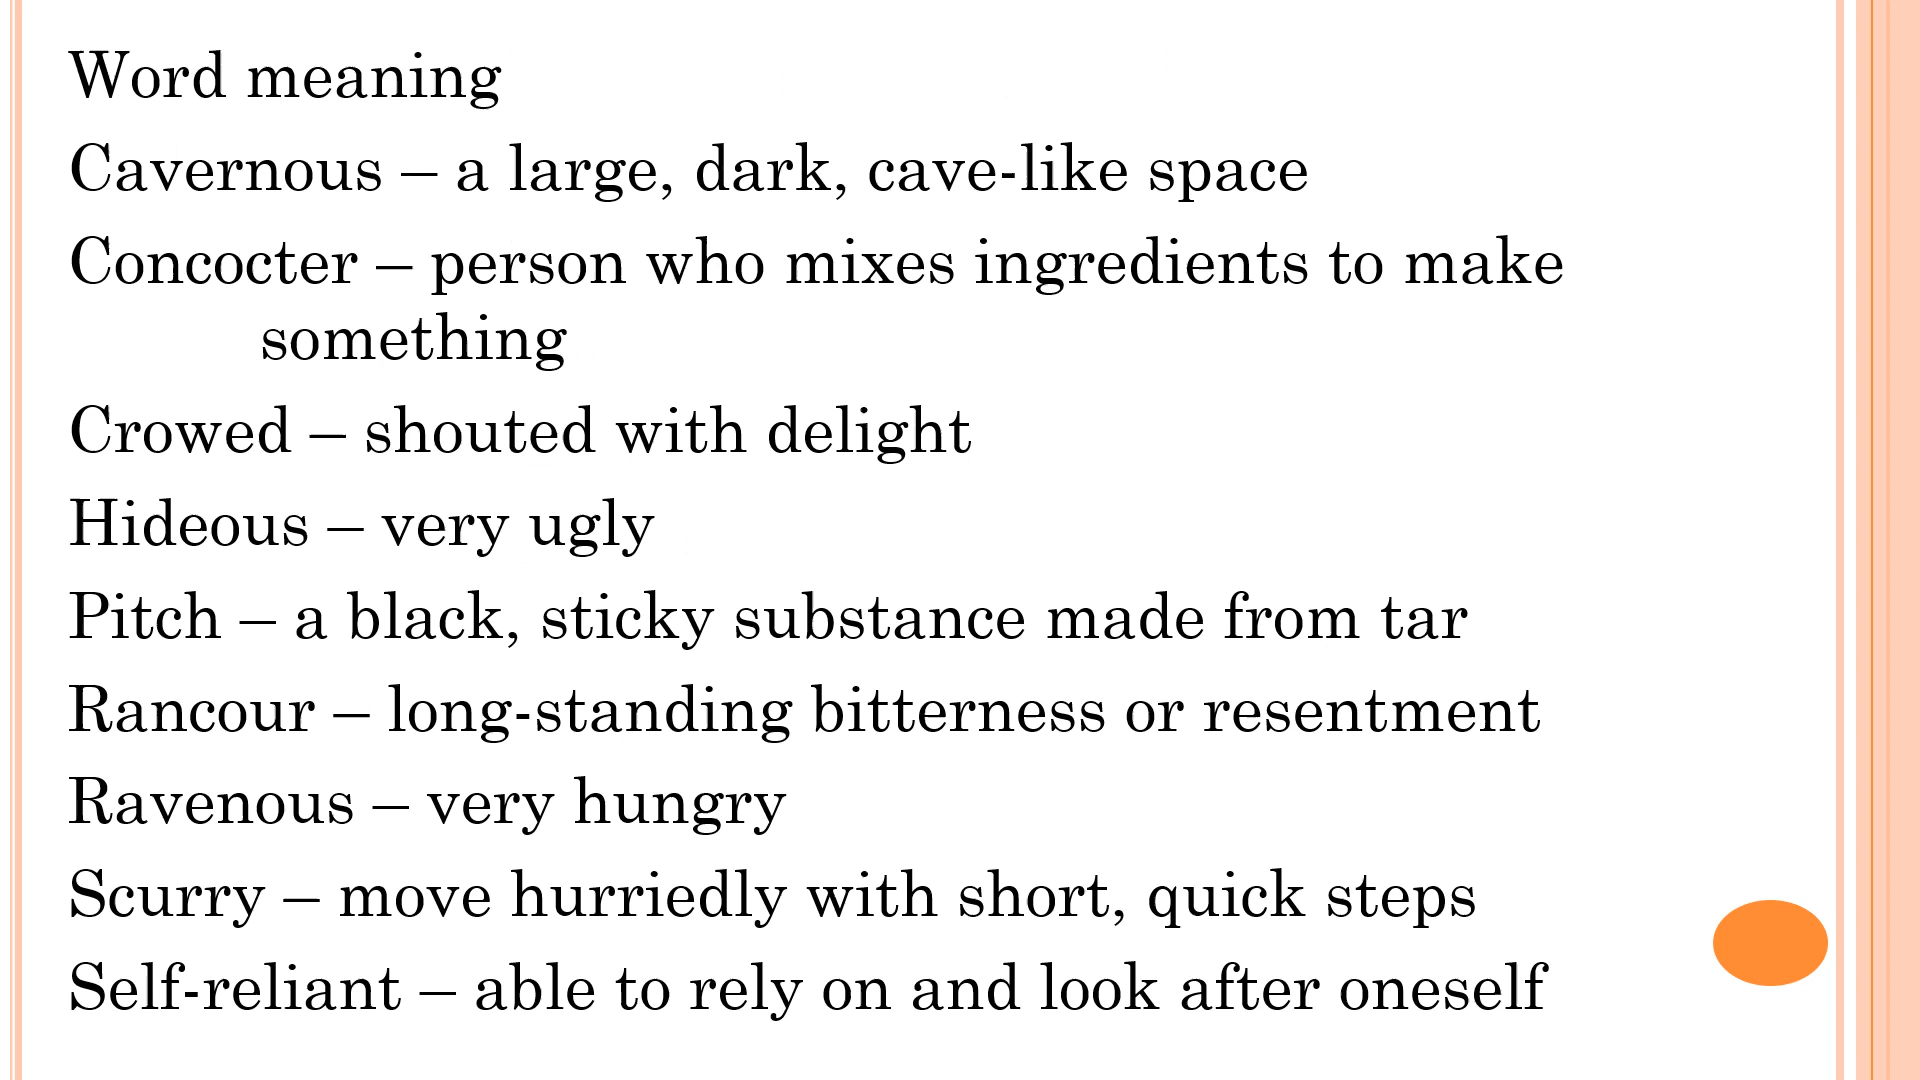 Word meaning
Cavernous – a large, dark, cave-like space
Concocter – person who mixes ingredients to make
something
Crowed – shouted with delight
Hideous – very ugly
Pitch – a black, sticky substance made from tar
Rancour – long-standing bitterness or resentment
Ravenous – very hungry
Scurry – move hurriedly with short, quick steps
Self-reliant – able to rely on and look after oneself